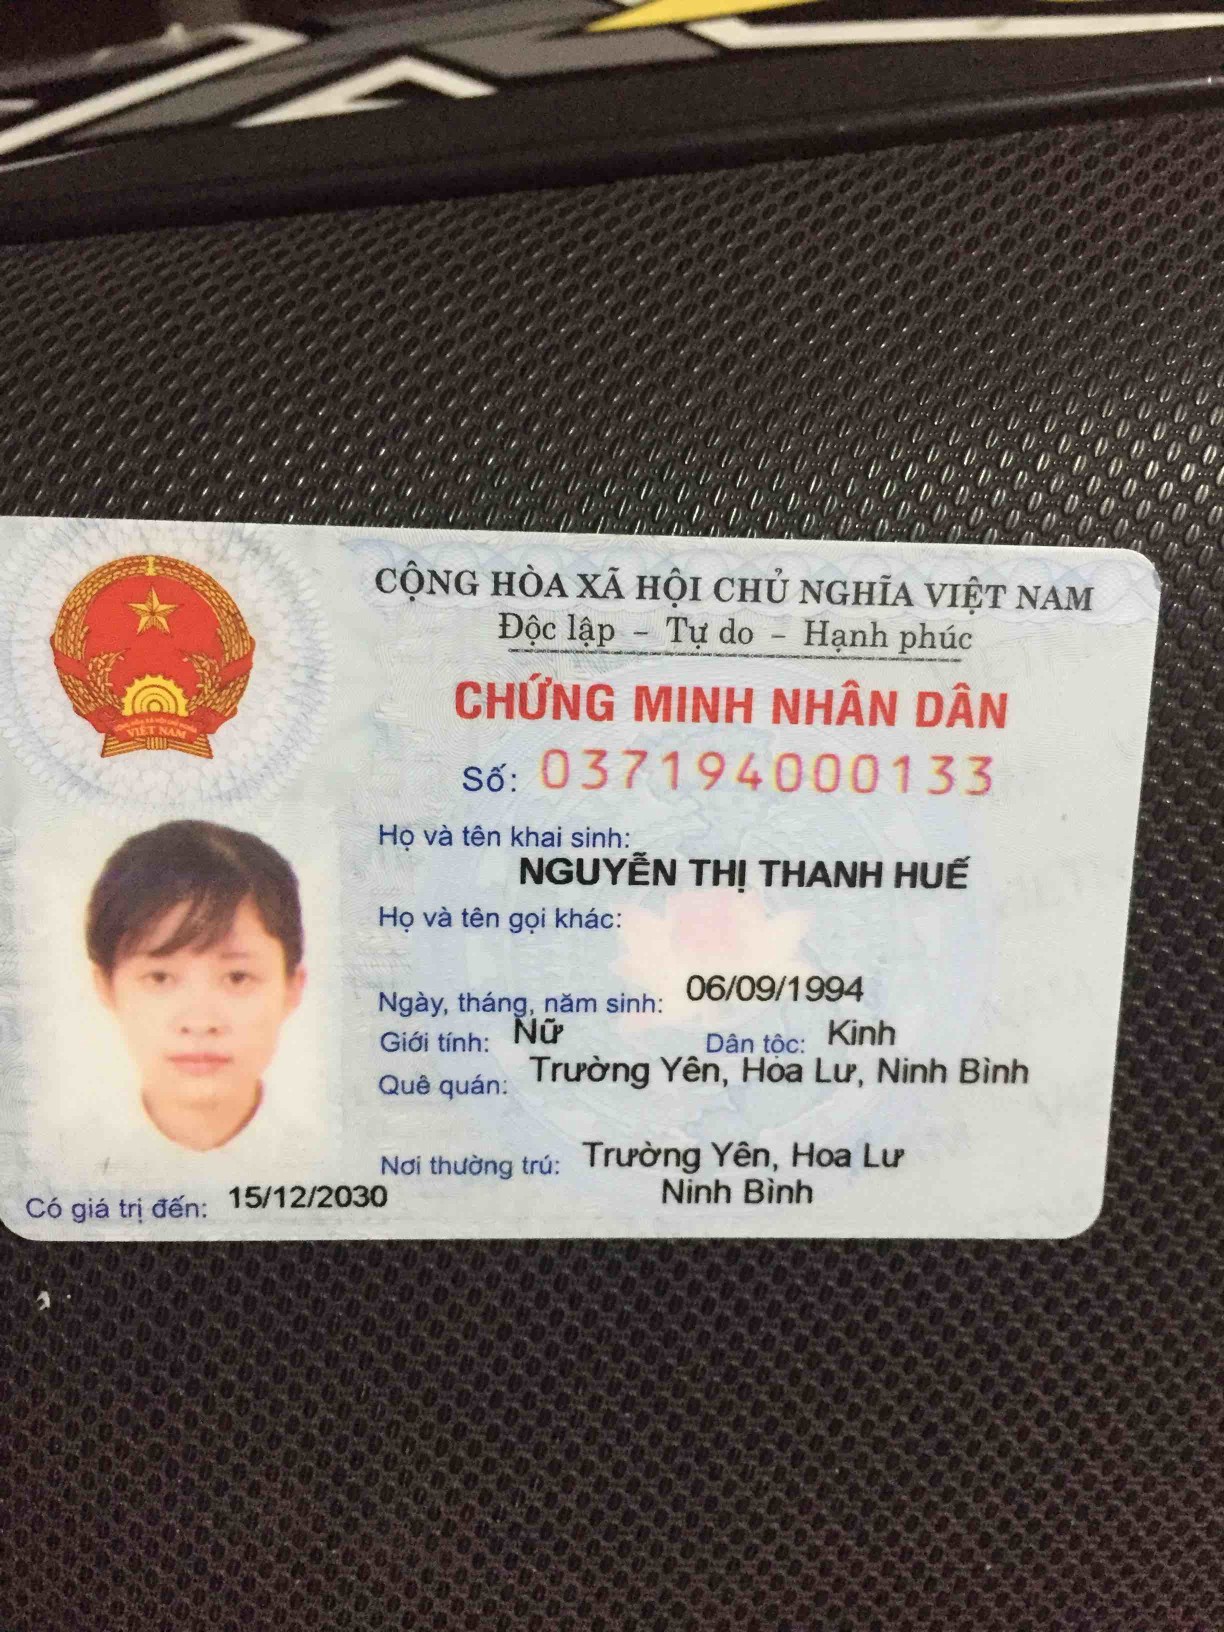 CỘNG HÒA XÃ HỘI CHỦ NGHĨA VIỆT NAM
Độc lập – Tự do – Hạnh phúc
CHỨNG MINH NHÂN DÂN
Số: 037194000133
Họ và tên khai sinh:
NGUYỄN THỊ THANH HUẾ
Họ và tên gọi khác:
Ngày, tháng, năm sinh: 06/09/1994
Giới tính: Nữ Dân tộc: Kinh
Quê quán: Trường Yên, Hoa Lư, Ninh Bình
Nơi thường trú: Trường Yên, Hoa Lư
Ninh Bình
Có giá trị đến: 15/12/2030
VIỆT NAM